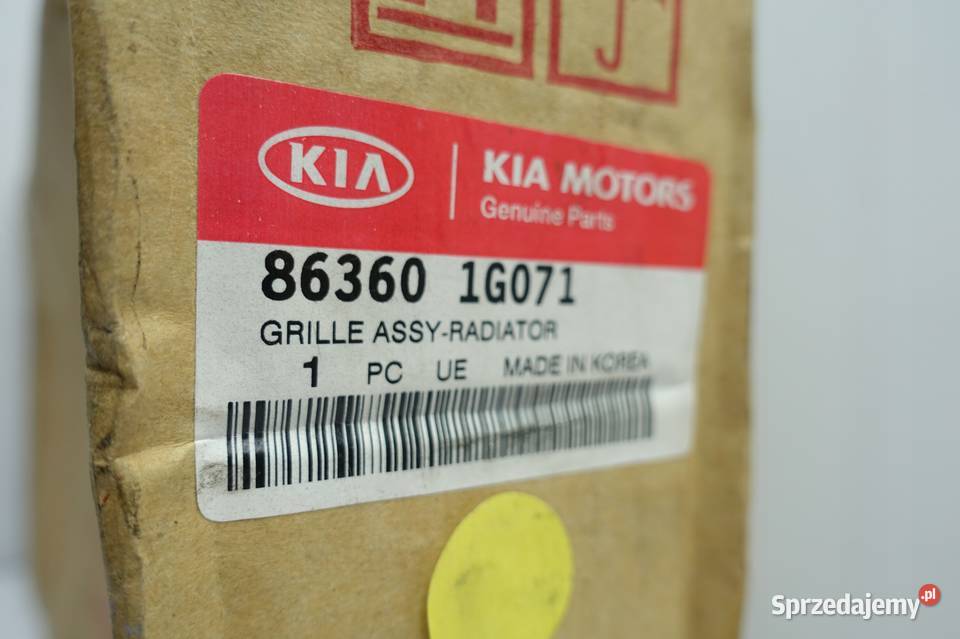 KIA
KIA MOTORS
Genuine Parts
86360 1G071
GRILLE ASSY-RADIATOR
1 PC UE MADE IN KOREA
Sprzedajemy.pl